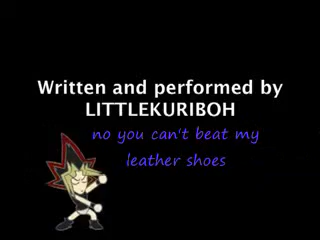 Written and performed by
LITTLEKURIBOH
no you can't beat my
leather shoes